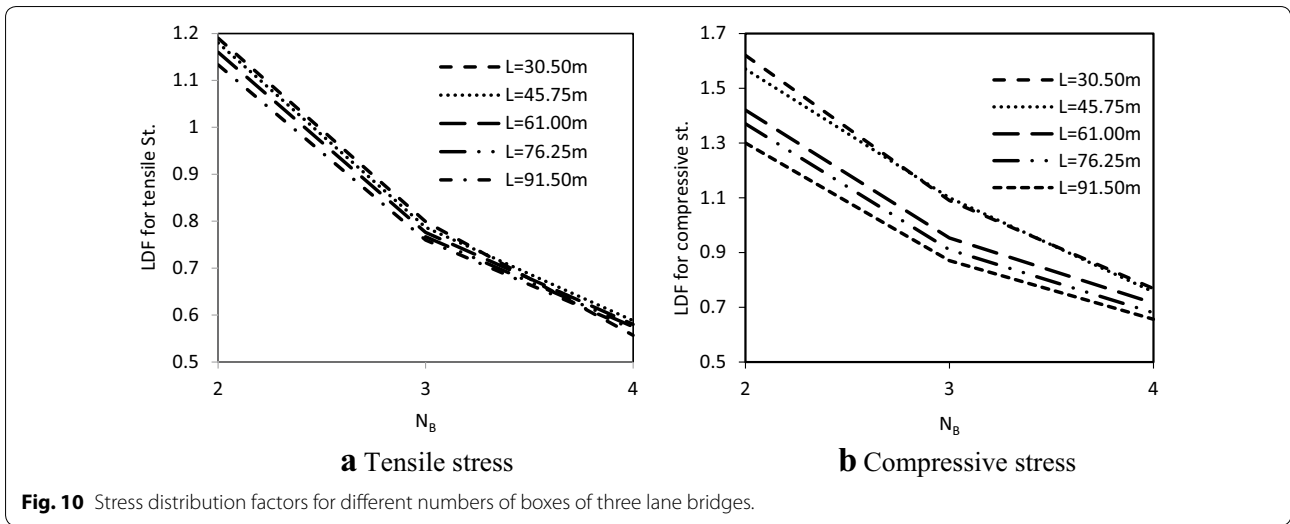 1.2
1.1
1
0.9
0.8
0.7
0.6
0.5
LDF for tensile St.
2 3 4
N_B
L=30.50m
L=45.75m
L=61.00m
L=76.25m
L=91.50m
a Tensile stress
1.7
1.5
1.3
1.1
0.9
0.7
0.5
LDF for compressive st.
2 3 4
N_B
L=30.50m
L=45.75m
L=61.00m
L=76.25m
L=91.50m
b Compressive stress
Fig. 10 Stress distribution factors for different numbers of boxes of three lane bridges.